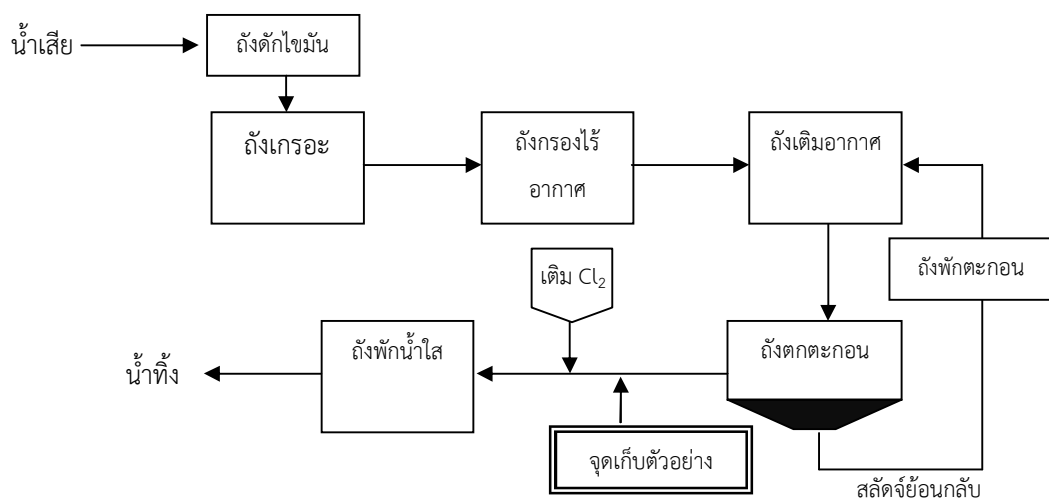 น้ำเสีย
ถังดักไขมัน
ถังเกรอะ
ถังกรองไร้
อากาศ
ถังเติมอากาศ
ถังพักตะกอน
เติม Cl₂
ถังพักน้ำใส
ถังตกตะกอน
น้ำทิ้ง
จุดเก็บตัวอย่าง
สลัดจ์ย้อนกลับ